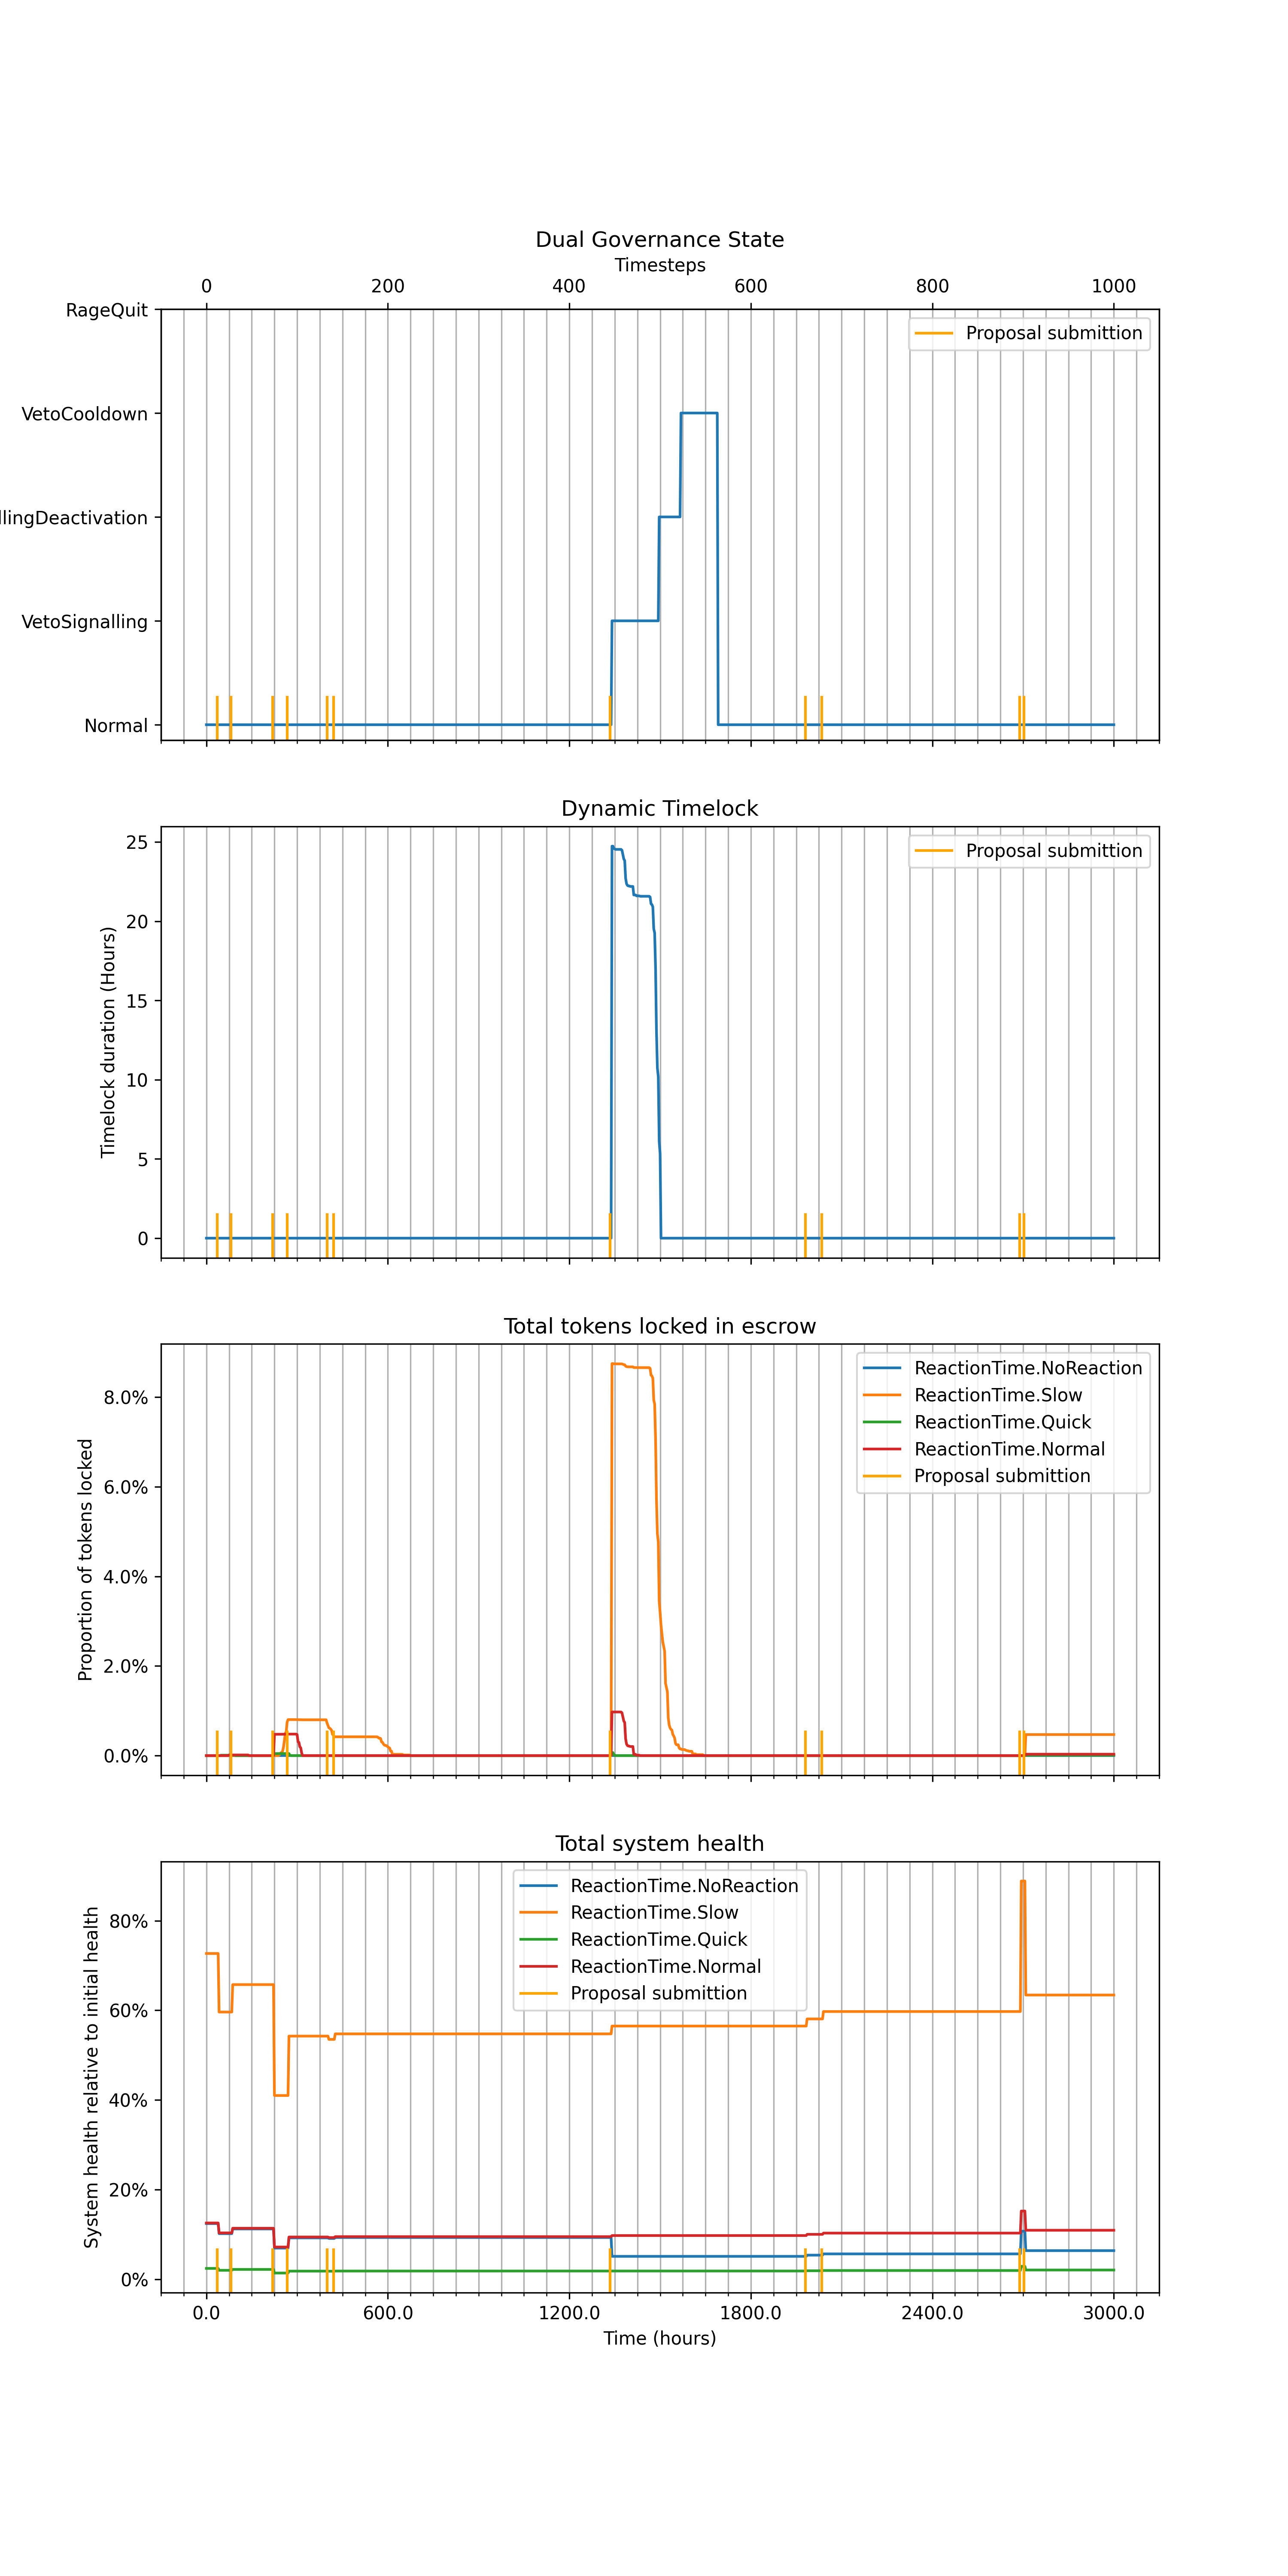 Dual Governance State
Timesteps
0 200 400 600 800 1000
RageQuit
Proposal submittion
VetoCooldown
llingDeactivation
VetoSignalling
Normal
Dynamic Timelock
Timelock duration (Hours)
Proposal submittion
25
20
15
10
5
0
Total tokens locked in escrow
Proportion of tokens locked
ReactionTime.NoReaction
ReactionTime.Slow
ReactionTime.Quick
ReactionTime.Normal
Proposal submittion
8.0%
6.0%
4.0%
2.0%
0.0%
Total system health
System health relative to initial health
ReactionTime.NoReaction
ReactionTime.Slow
ReactionTime.Quick
ReactionTime.Normal
Proposal submittion
80%
60%
40%
20%
0%
0.0 600.0 1200.0 1800.0 2400.0 3000.0
Time (hours)